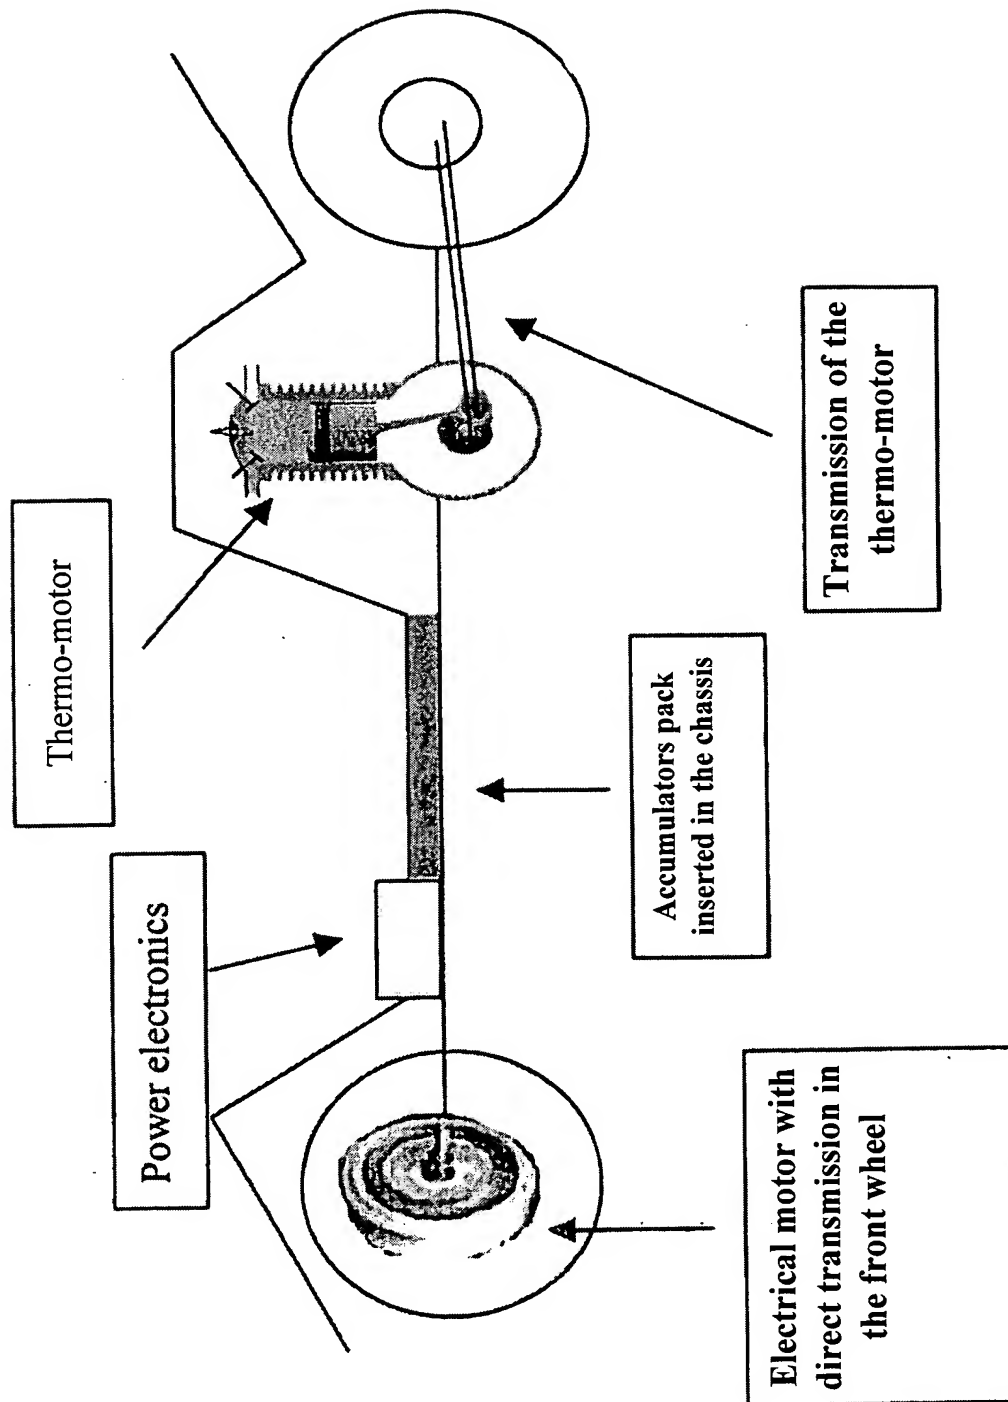 Thermo-motor
Power electronics
Transmission of the
thermo-motor
Accumulators pack
inserted in the chassis
Electrical motor with
direct transmission in
the front wheel